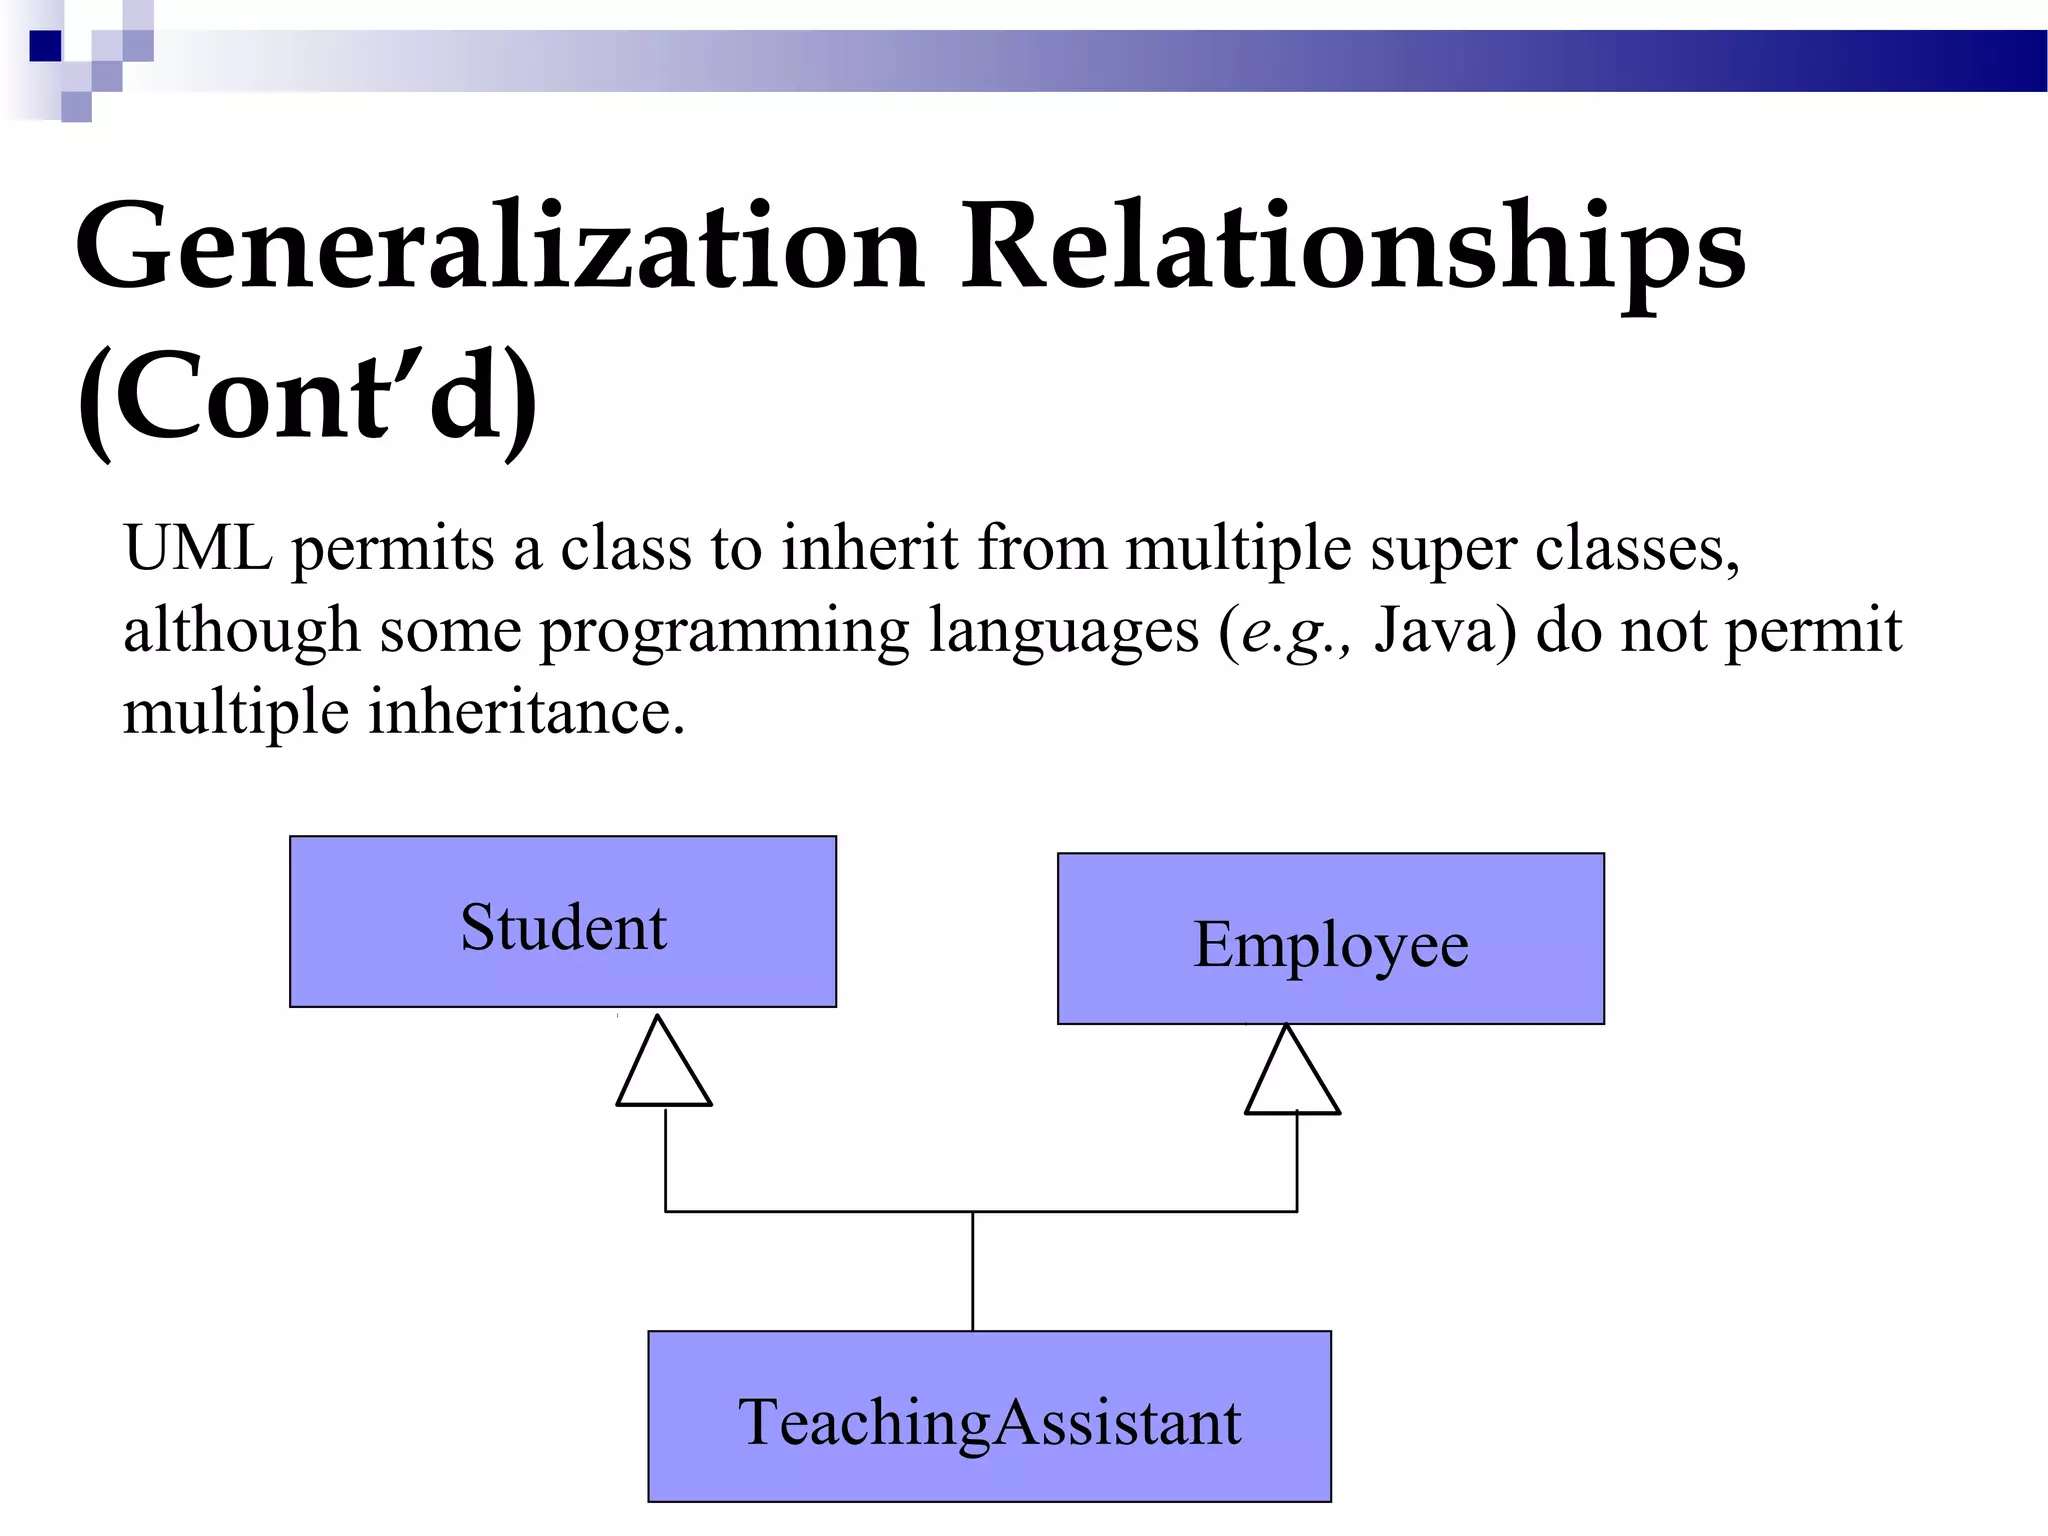 Generalization Relationships
(Cont’d)
UML permits a class to inherit from multiple super classes,
although some programming languages (e.g., Java) do not permit
multiple inheritance.
Student
Employee
TeachingAssistant